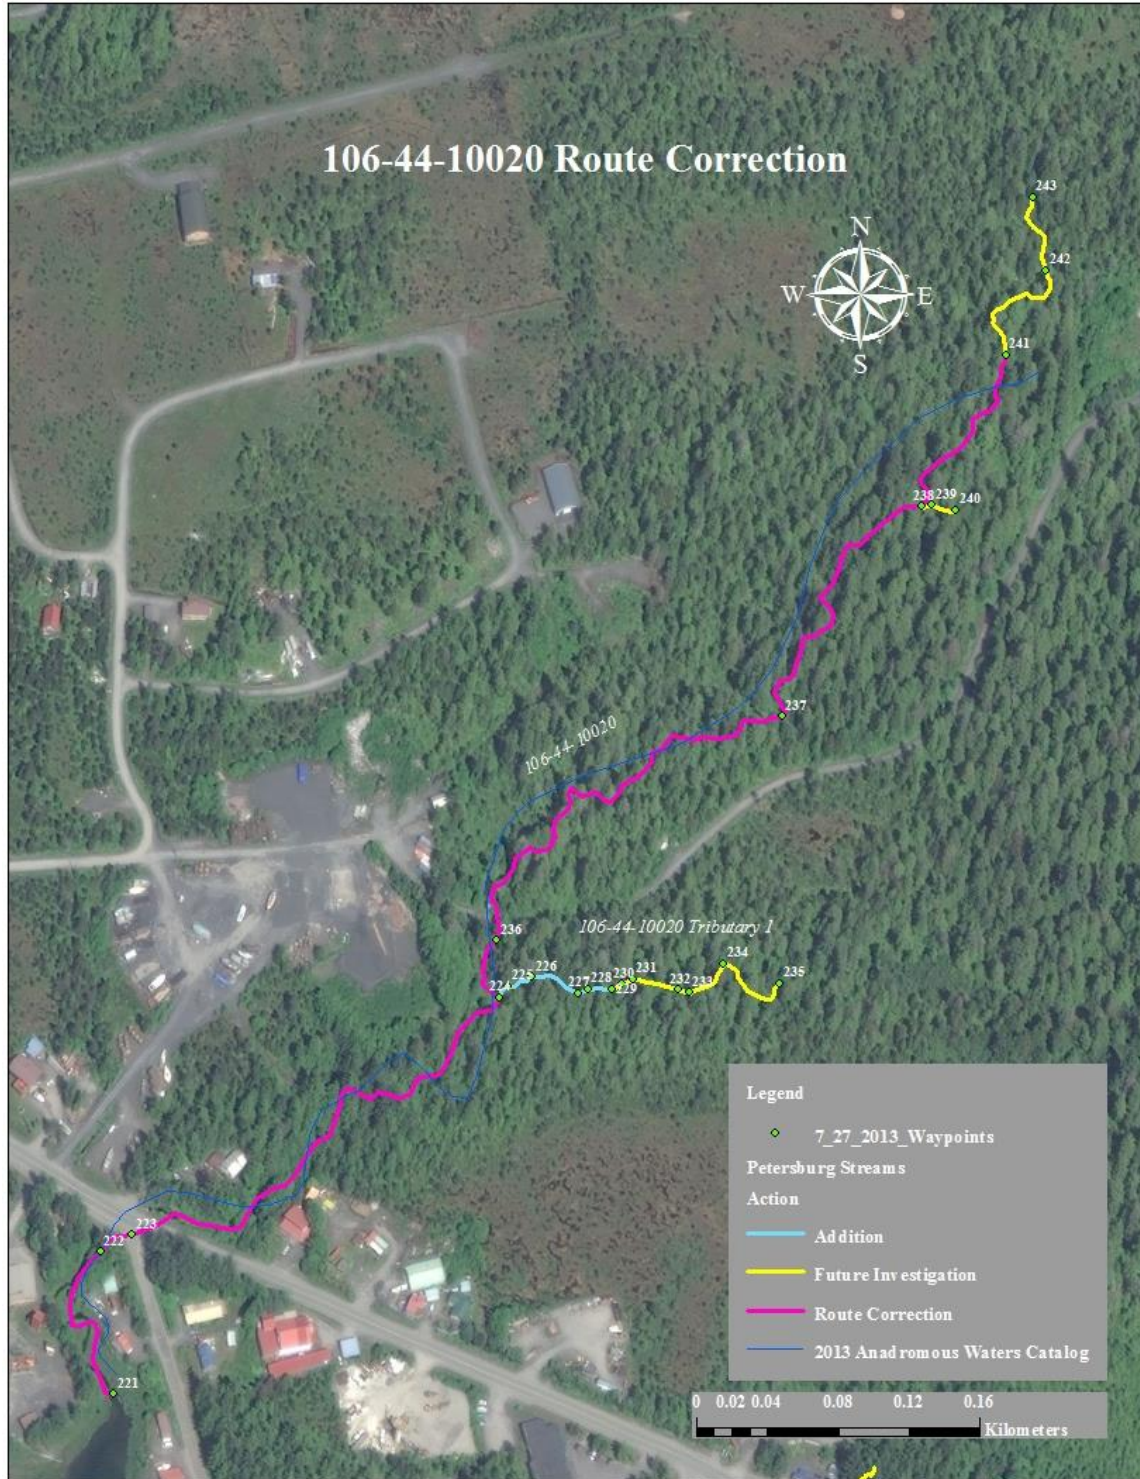 106-44-10020 Route Correction
N
W E
S
243
242
241
238 239 240
237
106-44-10020
236
106-44-10020 Tributary 1
234
224 225 226 227 228 230 231 232 233 235
229
223
222
221
Legend
7_27_2013_Waypoints
Petersburg Streams
Action
Addition
Future Investigation
Route Correction
2013 Anadromous Waters Catalog
0 0.02 0.04 0.08 0.12 0.16
Kilometers